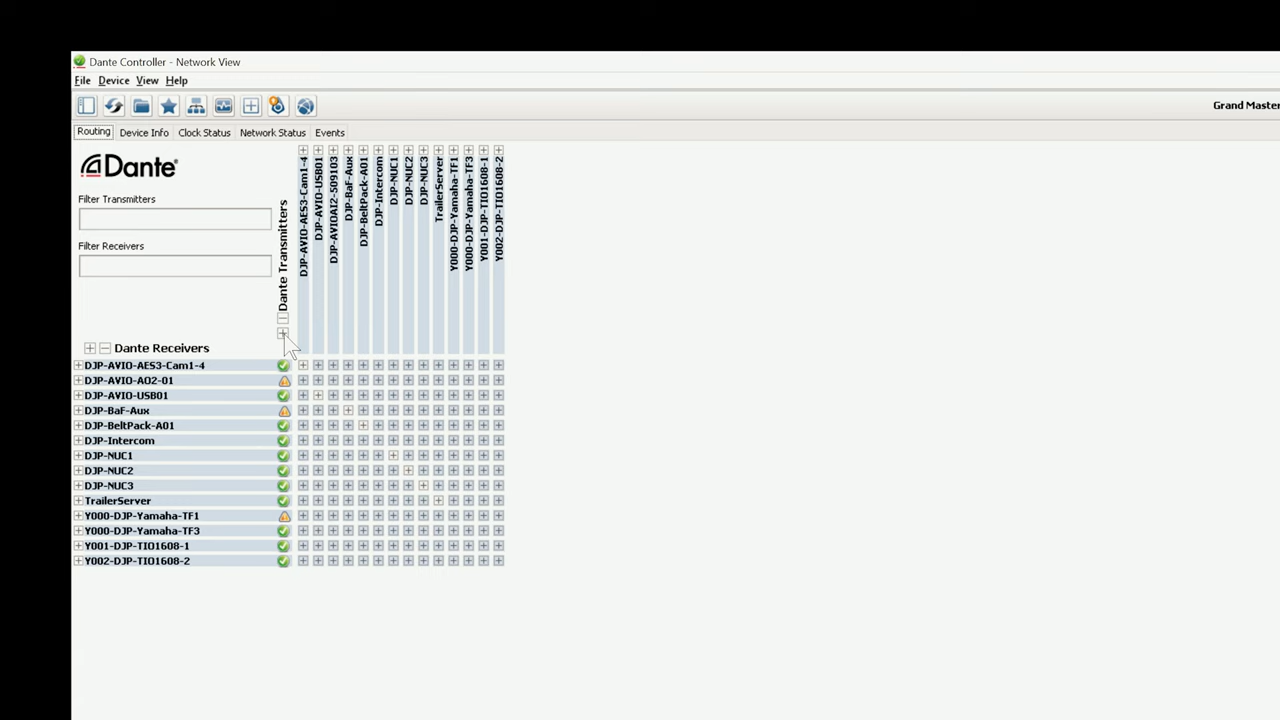 Dante Controller - Network View
File Device View Help
Grand Master
Routing Device Info Clock Status Network Status Events
Dante
Filter Transmitters
Filter Receivers
Dante Transmitters
DJP-AVIO-AES3-Cam1-4
DJP-AVIO-USB01
DJP-AVIOAI2-509103
DJP-BaF-Aux
DJP-BeltPack-A01
DJP-Intercom
DJP-NUC1
DJP-NUC2
DJP-NUC3
TrailerServer
Y000-DJP-Yamaha-TF1
Y000-DJP-Yamaha-TF3
Y001-DJP-TIO1608-1
Y002-DJP-TIO1608-2
Dante Receivers
DJP-AVIO-AES3-Cam1-4
DJP-AVIO-AO2-01
DJP-AVIO-USB01
DJP-BaF-Aux
DJP-BeltPack-A01
DJP-Intercom
DJP-NUC1
DJP-NUC2
DJP-NUC3
TrailerServer
Y000-DJP-Yamaha-TF1
Y000-DJP-Yamaha-TF3
Y001-DJP-TIO1608-1
Y002-DJP-TIO1608-2